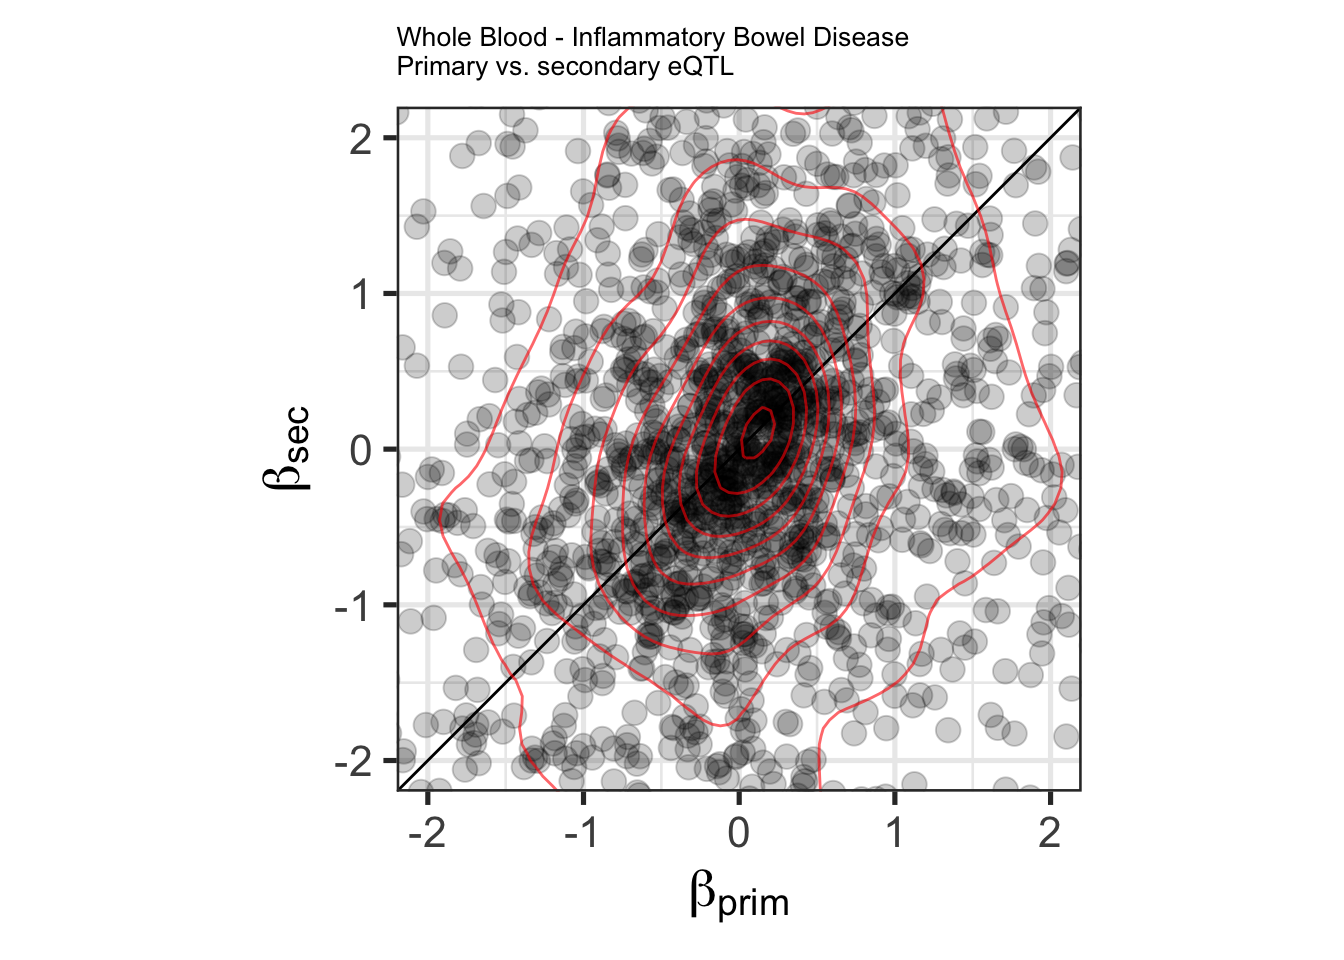 Whole Blood - Inflammatory Bowel Disease
Primary vs. secondary eQTL
2
1
0
-1
-2
βsec
-2 -1 0 1 2
βprim